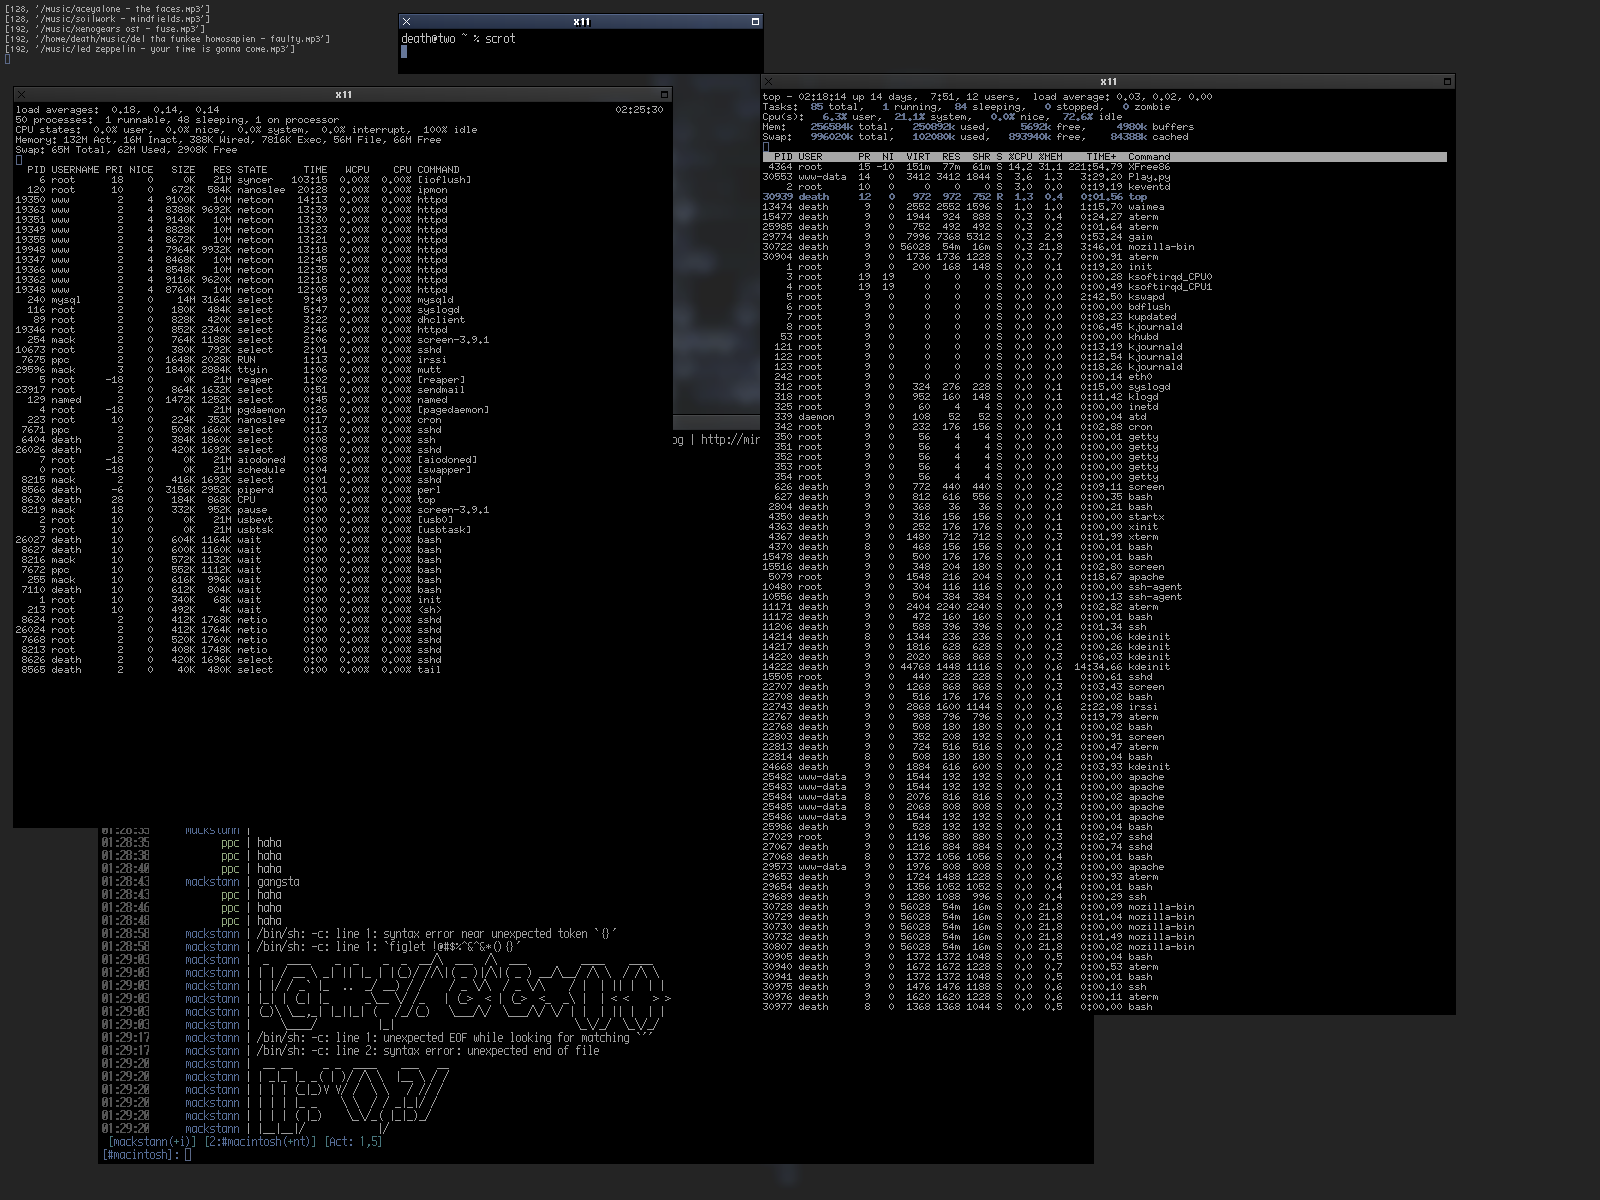 [128, '/music/aceyalone - the faces.mp3']
[128, '/music/soilwork - mindfields.mp3']
[192, '/music/xenogears ost - fuse.mp3']
[192, '/home/death/music/del tha funkee homosapien - faulty.mp3']
[192, '/music/led zeppelin - your time is gonna come.mp3']
x11
death@two ~ % scrot
x11
load averages:  0.18,  0.14,  0.14 02:25:30
50 processes:  1 runnable, 48 sleeping, 1 on processor
CPU states:  0.0% user,  0.0% nice,  0.0% system,  0.0% interrupt,  100% idle
Memory: 132M Act, 16M Inact, 388K Wired, 7816K Exec, 56M File, 66M Free
Swap: 65M Total, 62M Used, 2908K Free
PID USERNAME PRI NICE SIZE RES STATE TIME WCPU CPU COMMAND
6 root 18 0 0K 21M syncer 103:15 0.00% 0.00% [ioflush]
120 root 10 0 672K 584K nanoslee 20:28 0.00% 0.00% ipmon
19350 www 2 4 9100K 10M netcon 14:13 0.00% 0.00% httpd
19363 www 2 4 8388K 9692K netcon 13:39 0.00% 0.00% httpd
19351 www 2 4 9140K 10M netcon 13:30 0.00% 0.00% httpd
19349 www 2 4 8828K 10M netcon 13:23 0.00% 0.00% httpd
19355 www 2 4 8672K 10M netcon 13:21 0.00% 0.00% httpd
19948 www 2 4 7964K 9932K netcon 13:18 0.00% 0.00% httpd
19347 www 2 4 8468K 10M netcon 12:45 0.00% 0.00% httpd
19366 www 2 4 8548K 10M netcon 12:35 0.00% 0.00% httpd
19362 www 2 4 9116K 9620K netcon 12:18 0.00% 0.00% httpd
19348 www 2 4 8760K 10M netcon 12:05 0.00% 0.00% httpd
240 mysql 2 0 14M 3164K select 9:49 0.00% 0.00% mysqld
116 root 2 0 180K 484K select 5:47 0.00% 0.00% syslogd
89 root 2 0 828K 420K select 3:22 0.00% 0.00% dhclient
19346 root 2 0 852K 2340K select 2:46 0.00% 0.00% httpd
254 mack 2 0 764K 1188K select 2:06 0.00% 0.00% screen-3.9.1
10673 root 2 0 380K 792K select 2:01 0.00% 0.00% sshd
7675 ppc 2 0 1648K 2028K RUN 1:13 0.00% 0.00% irssi
29596 mack 3 0 1840K 2884K ttyin 1:06 0.00% 0.00% mutt
5 root -18 0 0K 21M reaper 1:02 0.00% 0.00% [reaper]
23917 root 2 0 864K 1632K select 0:51 0.00% 0.00% sendmail
129 named 2 0 1472K 1252K select 0:45 0.00% 0.00% named
4 root -18 0 0K 21M pgdaemon 0:26 0.00% 0.00% [pagedaemon]
223 root 10 0 224K 352K nanoslee 0:17 0.00% 0.00% cron
7671 ppc 2 0 508K 1660K select 0:13 0.00% 0.00% sshd
6404 death 2 0 384K 1860K select 0:08 0.00% 0.00% ssh
26026 death 2 0 420K 1692K select 0:08 0.00% 0.00% sshd
7 root -18 0 0K 21M aiodoned 0:08 0.00% 0.00% [aiodoned]
0 root -18 0 0K 21M schedule 0:04 0.00% 0.00% [swapper]
8215 mack 2 0 416K 1692K select 0:01 0.00% 0.00% sshd
8566 death -6 0 3156K 2952K piperd 0:01 0.00% 0.00% perl
8630 death 28 0 184K 868K CPU 0:00 0.00% 0.00% top
8219 mack 18 0 332K 952K pause 0:00 0.00% 0.00% screen-3.9.1
2 root 10 0 0K 21M usbevt 0:00 0.00% 0.00% [usb0]
3 root 10 0 0K 21M usbtsk 0:00 0.00% 0.00% [usbtask]
26027 death 10 0 604K 1164K wait 0:00 0.00% 0.00% bash
8627 death 10 0 600K 1160K wait 0:00 0.00% 0.00% bash
8216 mack 10 0 572K 1132K wait 0:00 0.00% 0.00% bash
7672 ppc 10 0 552K 1112K wait 0:00 0.00% 0.00% bash
255 mack 10 0 616K 996K wait 0:00 0.00% 0.00% bash
7110 death 10 0 612K 804K wait 0:00 0.00% 0.00% bash
1 root 10 0 340K 68K wait 0:00 0.00% 0.00% init
213 root 10 0 492K 4K wait 0:00 0.00% 0.00% <sh>
8624 root 2 0 412K 1768K netio 0:00 0.00% 0.00% sshd
26024 root 2 0 412K 1764K netio 0:00 0.00% 0.00% sshd
7668 root 2 0 520K 1760K netio 0:00 0.00% 0.00% sshd
8213 root 2 0 408K 1748K netio 0:00 0.00% 0.00% sshd
8626 death 2 0 420K 1696K select 0:00 0.00% 0.00% sshd
8565 death 2 0 40K 480K select 0:00 0.00% 0.00% tail
og | http://mir
x11
top - 02:18:14 up 14 days,  7:51, 12 users,  load average: 0.03, 0.02, 0.00
Tasks:  85 total,   1 running,  84 sleeping,   0 stopped,   0 zombie
Cpu(s):   6.3% user,  21.1% system,   0.0% nice,  72.6% idle
Mem:    256584k total,   250892k used,     5692k free,     4980k buffers
Swap:   996020k total,   102080k used,   893940k free,    84388k cached
PID USER PR NI VIRT RES SHR S %CPU %MEM TIME+ Command
4364 root 15 -10 151m 77m 61m S 14.2 31.1 221:54.79 XFree86
30553 www-data 14 0 3412 3412 1844 S 3.6 1.3 3:29.20 Play.py
2 root 10 0 0 0 0 S 3.0 0.0 0:19.19 keventd
30939 death 12 0 972 972 752 R 1.3 0.4 0:01.56 top
13474 death 9 0 2552 2552 1596 S 1.0 1.0 1:15.70 waimea
15477 death 9 0 1944 924 888 S 0.3 0.4 0:24.27 aterm
25985 death 9 0 752 492 492 S 0.3 0.2 0:01.64 aterm
29774 death 9 0 7996 7368 5312 S 0.3 2.9 0:53.24 gaim
30722 death 9 0 56028 54m 16m S 0.3 21.8 3:46.01 mozilla-bin
30904 death 9 0 1736 1736 1228 S 0.3 0.7 0:00.91 aterm
1 root 9 0 200 168 148 S 0.0 0.1 0:19.20 init
3 root 19 19 0 0 0 S 0.0 0.0 0:00.28 ksoftirqd_CPU0
4 root 19 19 0 0 0 S 0.0 0.0 0:00.49 ksoftirqd_CPU1
5 root 9 0 0 0 0 S 0.0 0.0 2:42.50 kswapd
6 root 9 0 0 0 0 S 0.0 0.0 0:00.00 bdflush
7 root 9 0 0 0 0 S 0.0 0.0 0:08.23 kupdated
8 root 9 0 0 0 0 S 0.0 0.0 0:06.45 kjournald
53 root 9 0 0 0 0 S 0.0 0.0 0:00.00 khubd
121 root 9 0 0 0 0 S 0.0 0.0 0:13.19 kjournald
122 root 9 0 0 0 0 S 0.0 0.0 0:12.54 kjournald
123 root 9 0 0 0 0 S 0.0 0.0 0:18.26 kjournald
242 root 9 0 0 0 0 S 0.0 0.0 0:00.14 eth0
312 root 9 0 324 276 228 S 0.0 0.1 0:15.00 syslogd
318 root 9 0 952 160 148 S 0.0 0.1 0:11.42 klogd
325 root 9 0 60 4 4 S 0.0 0.0 0:00.00 inetd
339 daemon 9 0 108 52 52 S 0.0 0.0 0:00.04 atd
342 root 9 0 232 176 156 S 0.0 0.1 0:02.88 cron
350 root 9 0 56 4 4 S 0.0 0.0 0:00.01 getty
351 root 9 0 56 4 4 S 0.0 0.0 0:00.00 getty
352 root 9 0 56 4 4 S 0.0 0.0 0:00.00 getty
353 root 9 0 56 4 4 S 0.0 0.0 0:00.00 getty
354 root 9 0 56 4 4 S 0.0 0.0 0:00.00 getty
626 death 9 0 772 440 440 S 0.0 0.2 0:09.11 screen
627 death 9 0 812 616 556 S 0.0 0.2 0:00.35 bash
2804 death 9 0 368 36 36 S 0.0 0.0 0:00.21 bash
4350 death 9 0 316 156 156 S 0.0 0.1 0:00.00 startx
4363 death 9 0 252 176 176 S 0.0 0.1 0:00.00 xinit
4367 death 9 0 1480 712 712 S 0.0 0.3 0:01.99 xterm
4370 death 8 0 468 156 156 S 0.0 0.1 0:00.01 bash
15478 death 9 0 500 176 176 S 0.0 0.1 0:00.01 bash
15516 death 9 0 348 204 180 S 0.0 0.1 0:02.80 screen
5079 root 9 0 1548 216 204 S 0.0 0.1 0:18.67 apache
10480 root 9 0 304 116 116 S 0.0 0.0 0:00.00 ssh-agent
10556 death 9 0 504 384 384 S 0.0 0.1 0:00.13 ssh-agent
11171 death 9 0 2404 2240 2240 S 0.0 0.9 0:02.82 aterm
11172 death 9 0 472 160 160 S 0.0 0.1 0:00.01 bash
11206 death 9 0 588 396 396 S 0.0 0.2 0:01.34 ssh
14214 death 8 0 1344 236 236 S 0.0 0.1 0:00.06 kdeinit
14217 death 9 0 1816 628 628 S 0.0 0.2 0:00.26 kdeinit
14220 death 9 0 2020 868 868 S 0.0 0.3 0:06.03 kdeinit
14222 death 9 0 44768 1448 1116 S 0.0 0.6 14:34.66 kdeinit
15505 root 9 0 440 228 228 S 0.0 0.1 0:00.61 sshd
22707 death 9 0 1268 868 868 S 0.0 0.3 0:03.43 screen
22708 death 9 0 516 176 176 S 0.0 0.1 0:00.02 bash
22743 death 9 0 2868 1600 1144 S 0.0 0.6 2:22.08 irssi
22767 death 9 0 988 796 796 S 0.0 0.3 0:19.79 aterm
22768 death 9 0 508 180 180 S 0.0 0.1 0:00.02 bash
22803 death 9 0 352 208 192 S 0.0 0.1 0:00.91 screen
22813 death 9 0 724 516 516 S 0.0 0.2 0:00.47 aterm
22814 death 8 0 508 180 180 S 0.0 0.1 0:00.04 bash
24668 death 9 0 1884 616 600 S 0.0 0.2 0:03.93 kdeinit
25482 www-data 9 0 1544 192 192 S 0.0 0.1 0:00.00 apache
25483 www-data 9 0 1544 192 192 S 0.0 0.1 0:00.00 apache
25484 www-data 8 0 2076 816 816 S 0.0 0.3 0:00.02 apache
25485 www-data 8 0 2068 808 808 S 0.0 0.3 0:00.00 apache
25486 www-data 8 0 1544 192 192 S 0.0 0.1 0:00.01 apache
25986 death 9 0 528 192 192 S 0.0 0.1 0:00.04 bash
27029 root 9 0 1196 880 880 S 0.0 0.3 0:02.07 sshd
27067 death 9 0 1216 884 884 S 0.0 0.3 0:00.74 sshd
27068 death 8 0 1372 1056 1056 S 0.0 0.4 0:00.01 bash
29573 www-data 9 0 1976 808 808 S 0.0 0.3 0:00.00 apache
29653 death 9 0 1724 1488 1228 S 0.0 0.6 0:00.93 aterm
29654 death 9 0 1356 1052 1052 S 0.0 0.4 0:00.01 bash
29689 death 9 0 1280 1088 996 S 0.0 0.4 0:00.29 ssh
30728 death 9 0 56028 54m 16m S 0.0 21.8 0:00.09 mozilla-bin
30729 death 9 0 56028 54m 16m S 0.0 21.8 0:01.04 mozilla-bin
30730 death 9 0 56028 54m 16m S 0.0 21.8 0:00.00 mozilla-bin
30732 death 9 0 56028 54m 16m S 0.0 21.8 0:01.49 mozilla-bin
30807 death 9 0 56028 54m 16m S 0.0 21.8 0:00.02 mozilla-bin
30905 death 9 0 1372 1372 1048 S 0.0 0.5 0:00.04 bash
30940 death 9 0 1672 1672 1228 S 0.0 0.7 0:00.53 aterm
30941 death 9 0 1372 1372 1048 S 0.0 0.5 0:00.01 bash
30975 death 9 0 1476 1476 1188 S 0.0 0.6 0:00.10 ssh
30976 death 9 0 1620 1620 1228 S 0.0 0.6 0:00.11 aterm
30977 death 8 0 1368 1368 1044 S 0.0 0.5 0:00.00 bash
01:28:35 mackstann |
01:28:35 ppc | haha
01:28:38 ppc | haha
01:28:40 ppc | haha
01:28:43 mackstann | gangsta
01:28:43 ppc | haha
01:28:46 ppc | haha
01:28:48 ppc | haha
01:28:58 mackstann | /bin/sh: -c: line 1: syntax error near unexpected token `{}'
01:28:58 mackstann | /bin/sh: -c: line 1: `figlet !@#$%^&^&*(){}'
01:29:03 mackstann |
01:29:03 mackstann |
01:29:03 mackstann |
01:29:03 mackstann |
01:29:03 mackstann |
01:29:03 mackstann |
01:29:17 mackstann | /bin/sh: -c: line 1: unexpected EOF while looking for matching `"'
01:29:17 mackstann | /bin/sh: -c: line 2: syntax error: unexpected end of file
01:29:20 mackstann |
01:29:20 mackstann |
01:29:20 mackstann |
01:29:20 mackstann |
01:29:20 mackstann |
01:29:20 mackstann |
[mackstann(+i)] [2:#macintosh(+nt)] [Act: 1,5]
[#macintosh]: